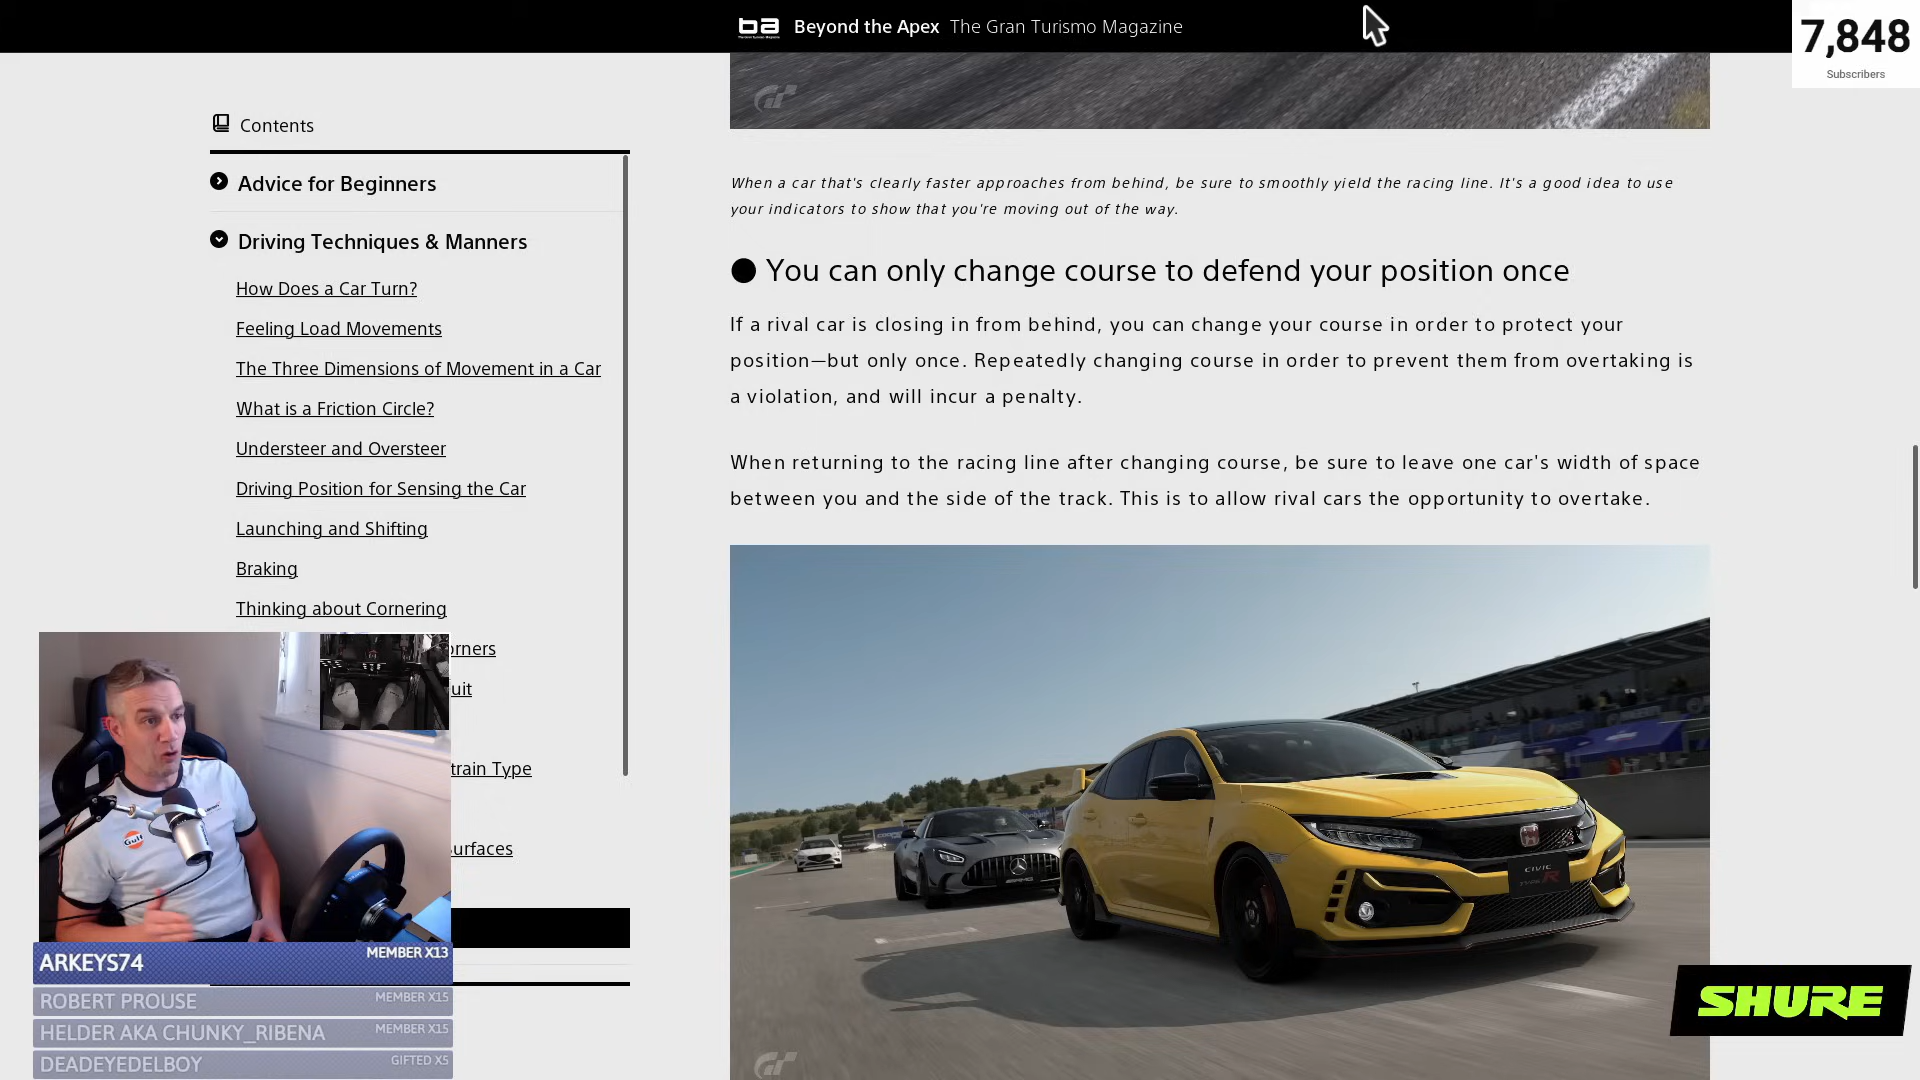 ba Beyond the Apex The Gran Turismo Magazine
7,848
Subscribers
Contents
Advice for Beginners
Driving Techniques & Manners
How Does a Car Turn?
Feeling Load Movements
The Three Dimensions of Movement in a Car
What is a Friction Circle?
Understeer and Oversteer
Driving Position for Sensing the Car
Launching and Shifting
Braking
Thinking about Cornering
orners
uit
train Type
urfaces
When a car that's clearly faster approaches from behind, be sure to smoothly yield the racing line. It's a good idea to use
your indicators to show that you're moving out of the way.
● You can only change course to defend your position once
If a rival car is closing in from behind, you can change your course in order to protect your
position—but only once. Repeatedly changing course in order to prevent them from overtaking is
a violation, and will incur a penalty.
When returning to the racing line after changing course, be sure to leave one car's width of space
between you and the side of the track. This is to allow rival cars the opportunity to overtake.
CIVIC
Gulf
ARKEYS74 MEMBER X13
ROBERT PROUSE MEMBER X15
HELDER AKA CHUNKY_RIBENA MEMBER X15
DEADEYEDELBOY GIFTED X5
SHURE